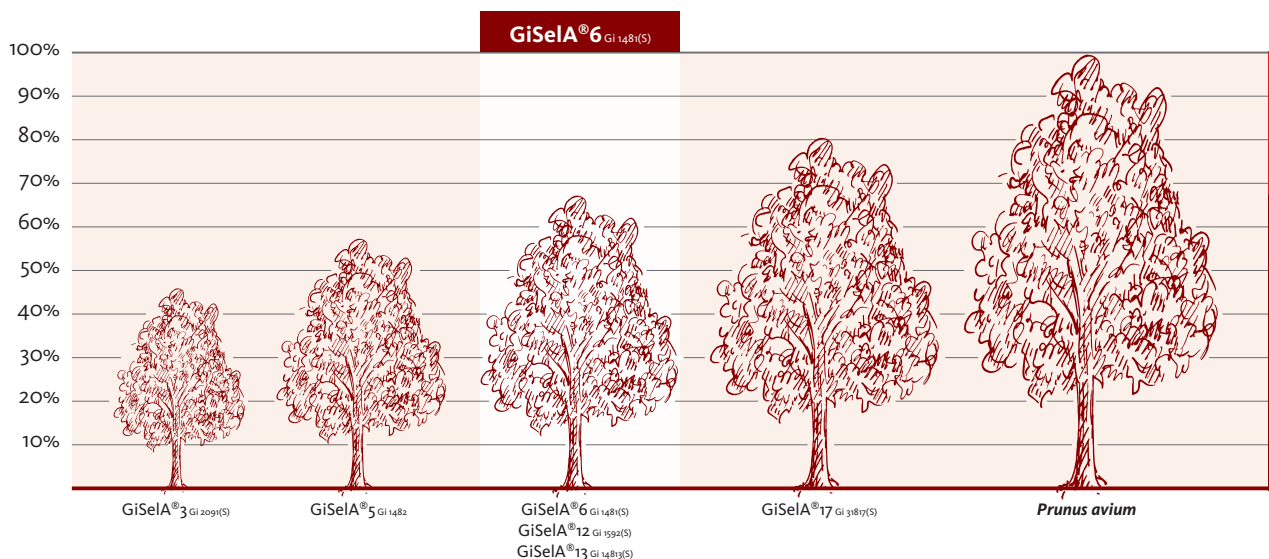 GiSelA®6 Gi 1481(S)
100%
90%
80%
70%
60%
50%
40%
30%
20%
10%
GiSelA®3 Gi 2091(S)
GiSelA®5 Gi 1482
GiSelA®6 Gi 1481(S)
GiSelA®12 Gi 1592(S)
GiSelA®13 Gi 14813(S)
GiSelA®17 Gi 31817(S)
Prunus avium